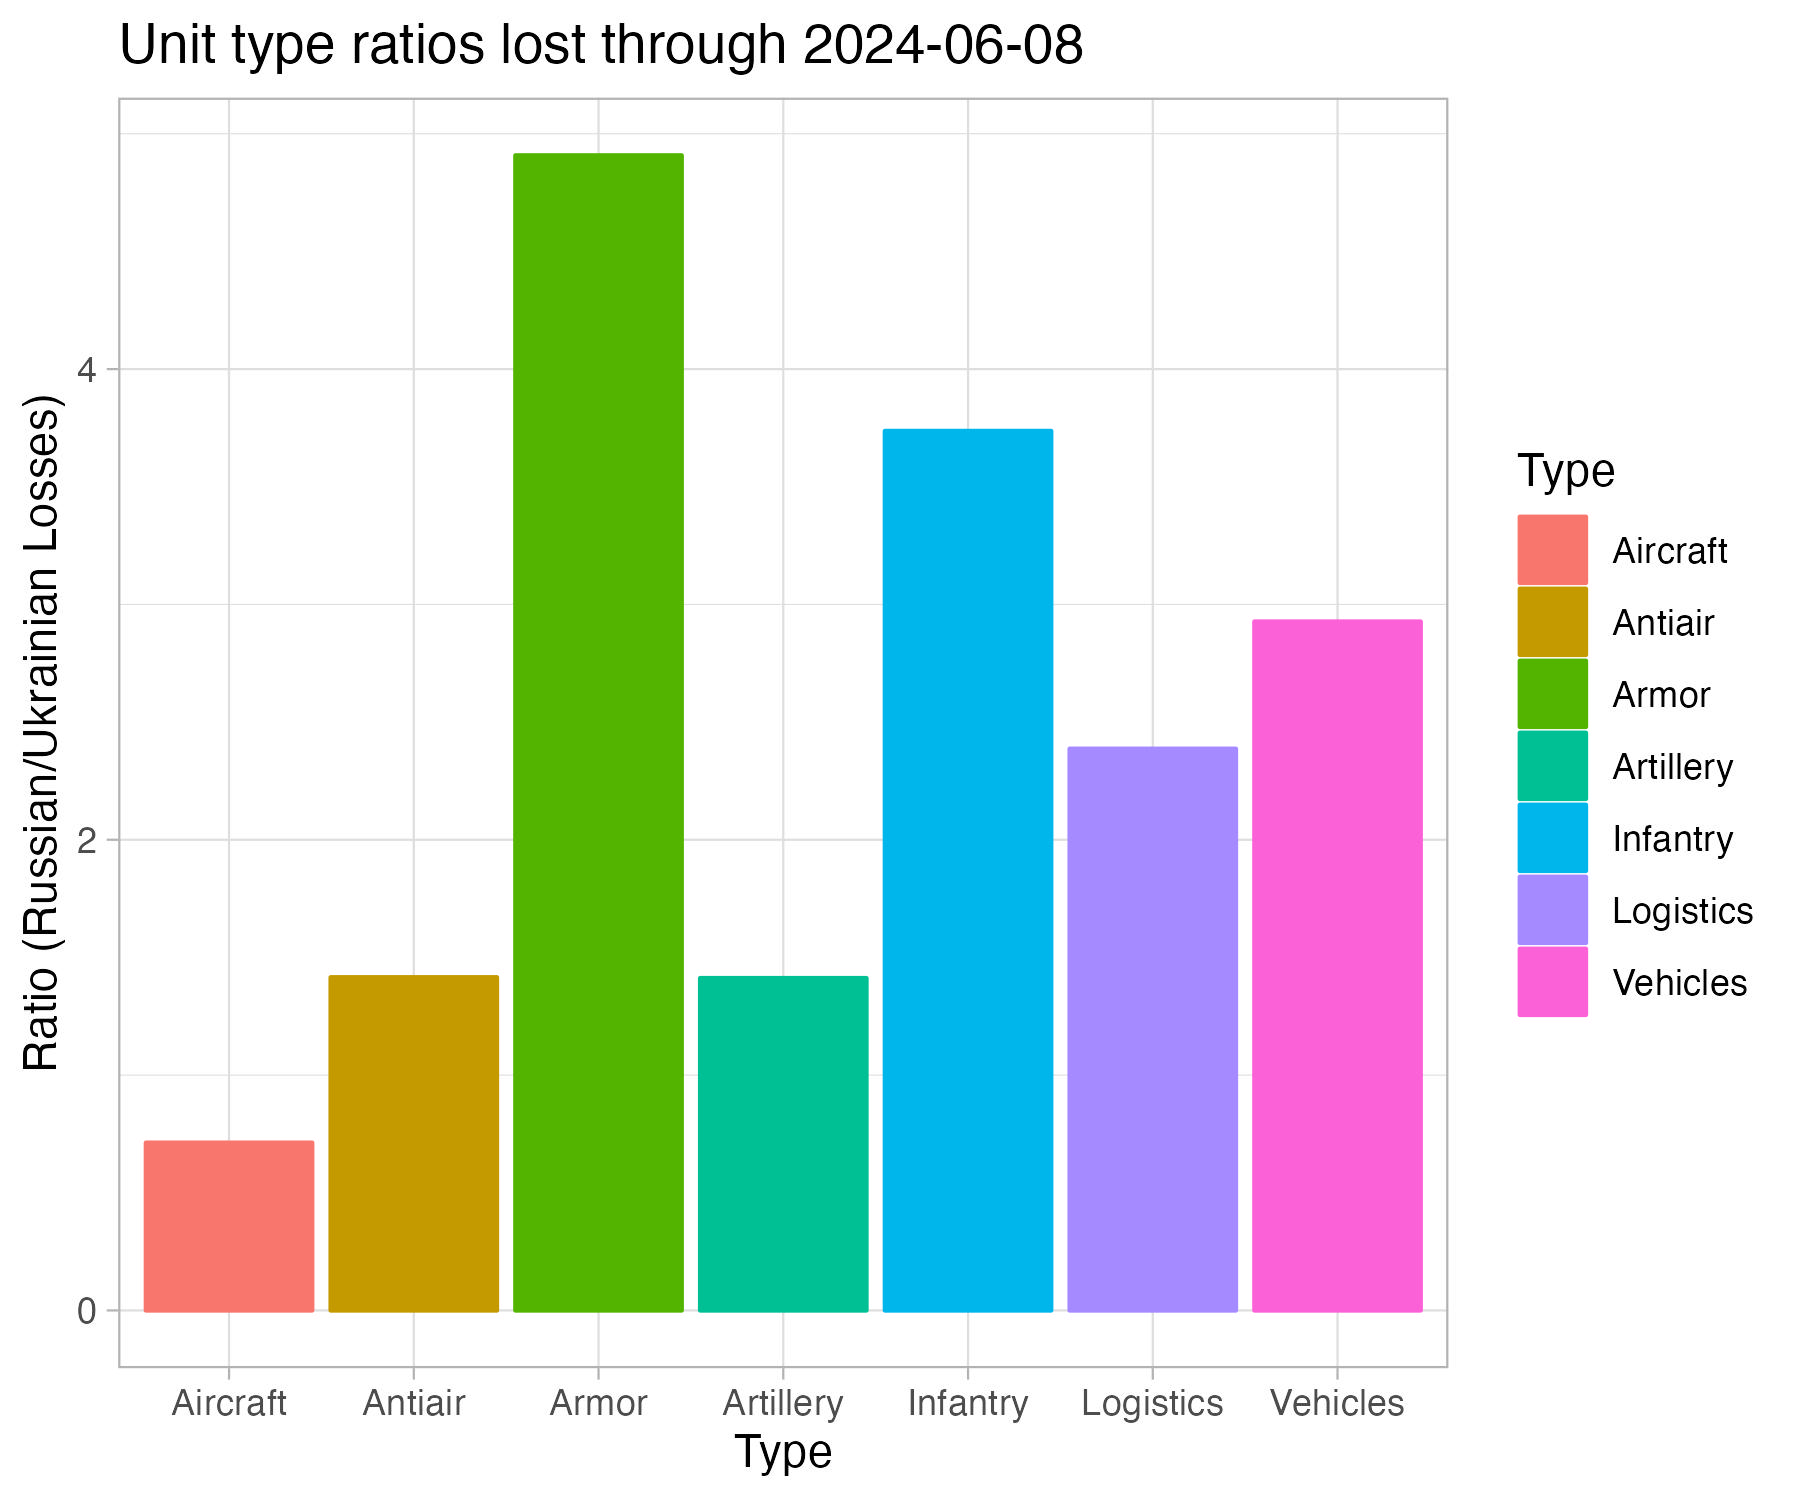 Unit type ratios lost through 2024-06-08
Ratio (Russian/Ukrainian Losses)
4
2
0
Aircraft Antiair Armor Artillery Infantry Logistics Vehicles
Type
Type
Aircraft
Antiair
Armor
Artillery
Infantry
Logistics
Vehicles